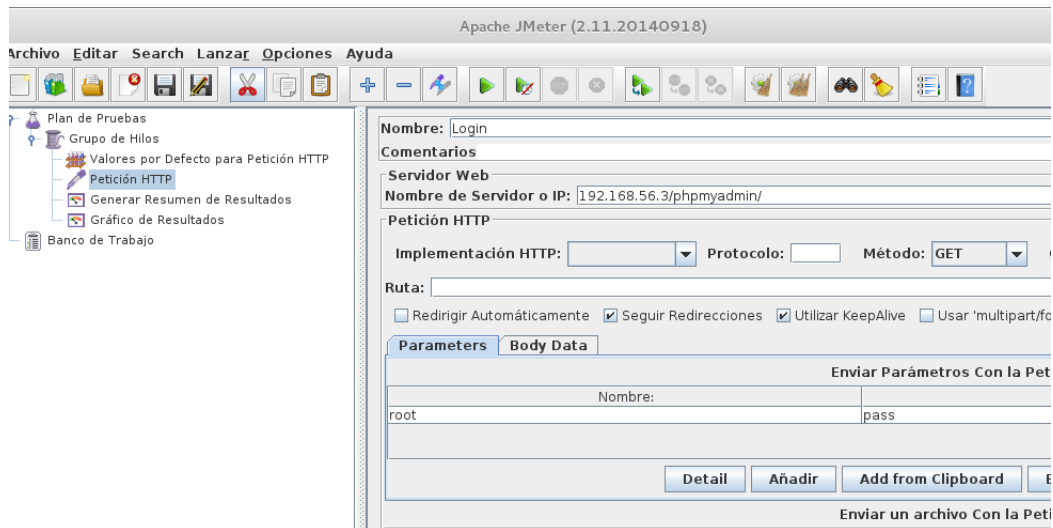 Apache JMeter (2.11.20140918)
Archivo Editar Search Lanzar Opciones Ayuda
Plan de Pruebas
Grupo de Hilos
Valores por Defecto para Petición HTTP
Petición HTTP
Generar Resumen de Resultados
Gráfico de Resultados
Banco de Trabajo
Nombre: Login
Comentarios
Servidor Web
Nombre de Servidor o IP: 192.168.56.3/phpmyadmin/
Petición HTTP
Implementación HTTP: Protocolo: Método: GET
Ruta:
Redirigir Automáticamente Seguir Redirecciones Utilizar KeepAlive Usar 'multipart/fo
Parameters Body Data
Enviar Parámetros Con la Pet
Nombre:
root pass
Detail Añadir Add from Clipboard
Enviar un archivo Con la Peti